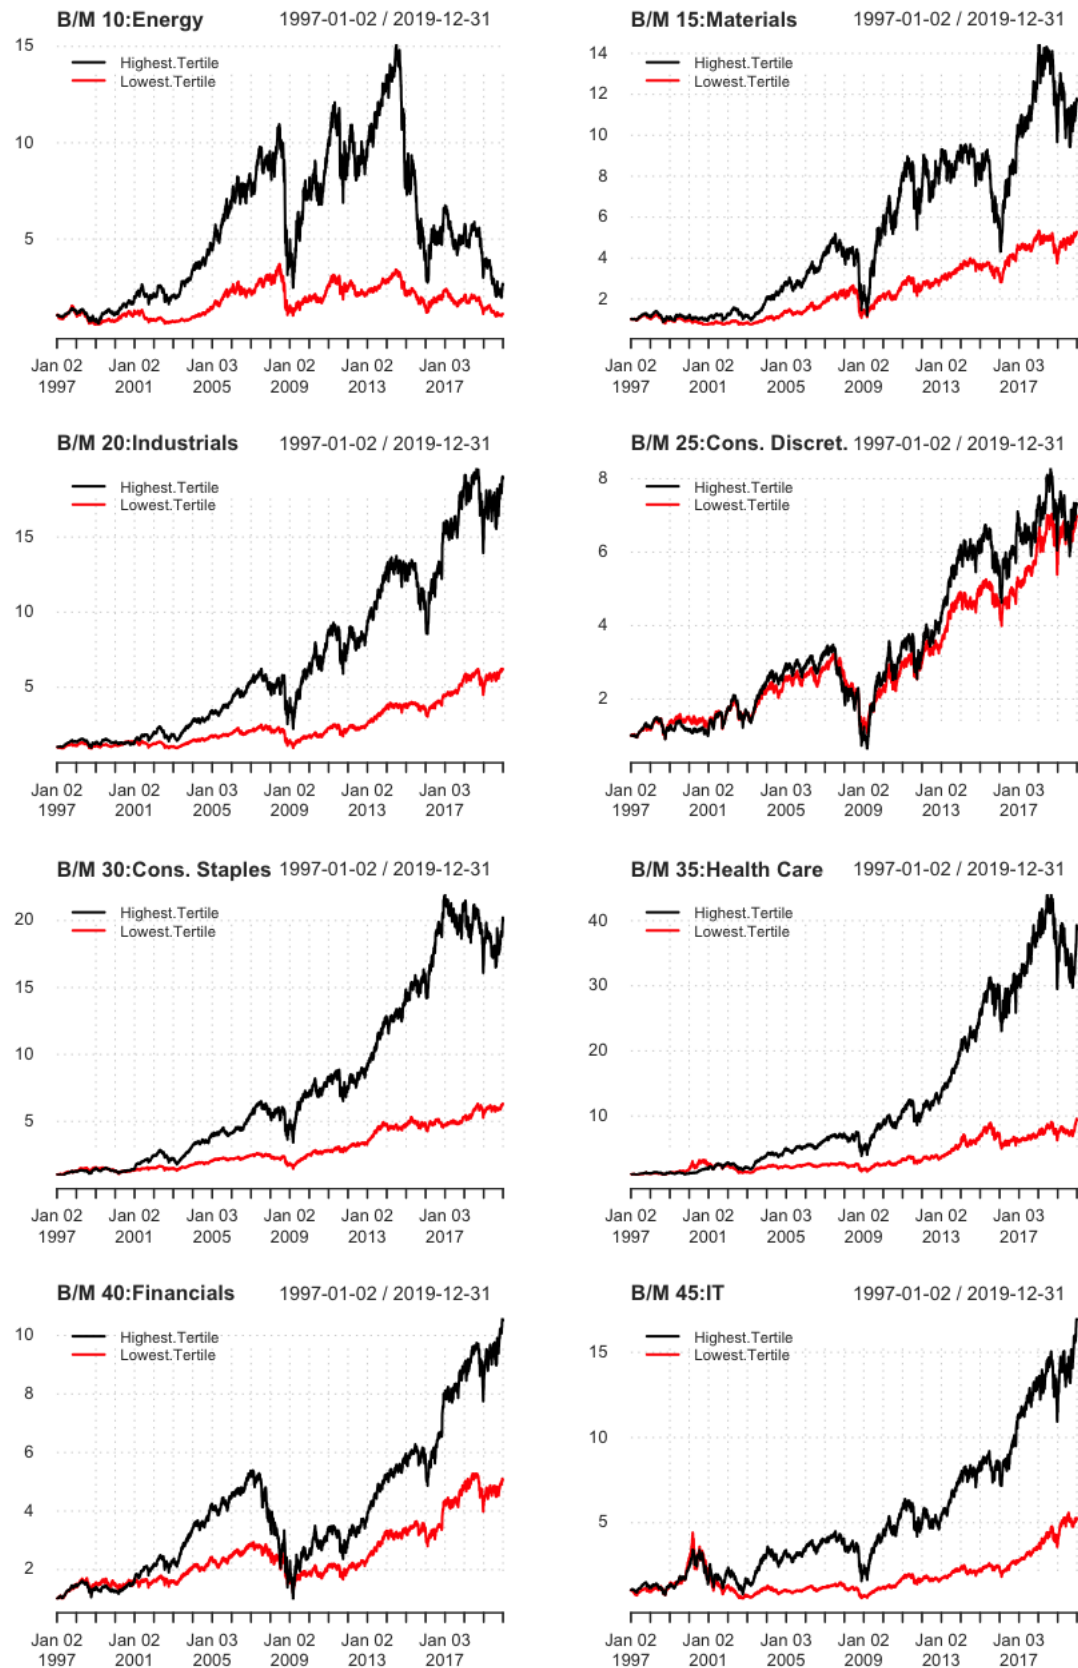 B/M 10:Energy 1997-01-02 / 2019-12-31
Highest.Tertile
Lowest.Tertile
15
10
5
Jan 02 Jan 02 Jan 03 Jan 02 Jan 02 Jan 03
1997 2001 2005 2009 2013 2017
B/M 15:Materials 1997-01-02 / 2019-12-31
Highest.Tertile
Lowest.Tertile
14
12
10
8
6
4
2
Jan 02 Jan 02 Jan 03 Jan 02 Jan 02 Jan 03
1997 2001 2005 2009 2013 2017
B/M 20:Industrials 1997-01-02 / 2019-12-31
Highest.Tertile
Lowest.Tertile
15
10
5
Jan 02 Jan 02 Jan 03 Jan 02 Jan 02 Jan 03
1997 2001 2005 2009 2013 2017
B/M 25:Cons. Discret. 1997-01-02 / 2019-12-31
Highest.Tertile
Lowest.Tertile
8
6
4
2
Jan 02 Jan 02 Jan 03 Jan 02 Jan 02 Jan 03
1997 2001 2005 2009 2013 2017
B/M 30:Cons. Staples 1997-01-02 / 2019-12-31
Highest.Tertile
Lowest.Tertile
20
15
10
5
Jan 02 Jan 02 Jan 03 Jan 02 Jan 02 Jan 03
1997 2001 2005 2009 2013 2017
B/M 35:Health Care 1997-01-02 / 2019-12-31
Highest.Tertile
Lowest.Tertile
40
30
20
10
Jan 02 Jan 02 Jan 03 Jan 02 Jan 02 Jan 03
1997 2001 2005 2009 2013 2017
B/M 40:Financials 1997-01-02 / 2019-12-31
Highest.Tertile
Lowest.Tertile
10
8
6
4
2
Jan 02 Jan 02 Jan 03 Jan 02 Jan 02 Jan 03
1997 2001 2005 2009 2013 2017
B/M 45:IT 1997-01-02 / 2019-12-31
Highest.Tertile
Lowest.Tertile
15
10
5
Jan 02 Jan 02 Jan 03 Jan 02 Jan 02 Jan 03
1997 2001 2005 2009 2013 2017